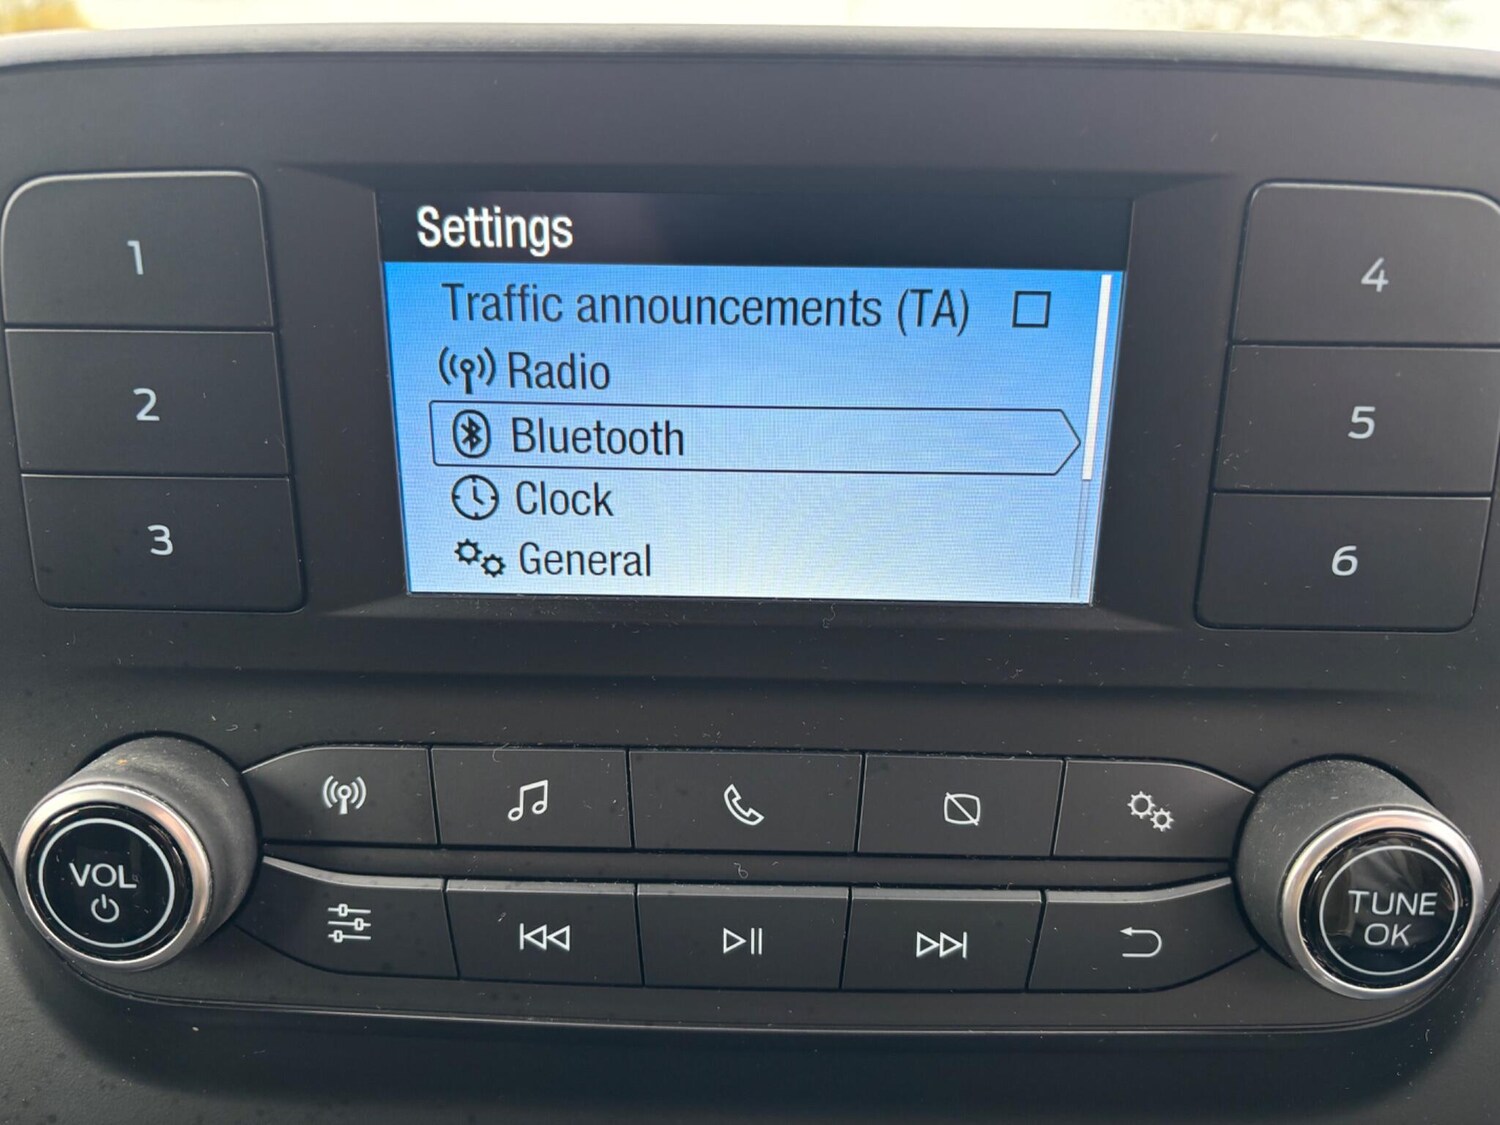 Settings
Traffic announcements (TA)
Radio
Bluetooth
Clock
General
1
2
3
4
5
6
VOL
TUNE
OK